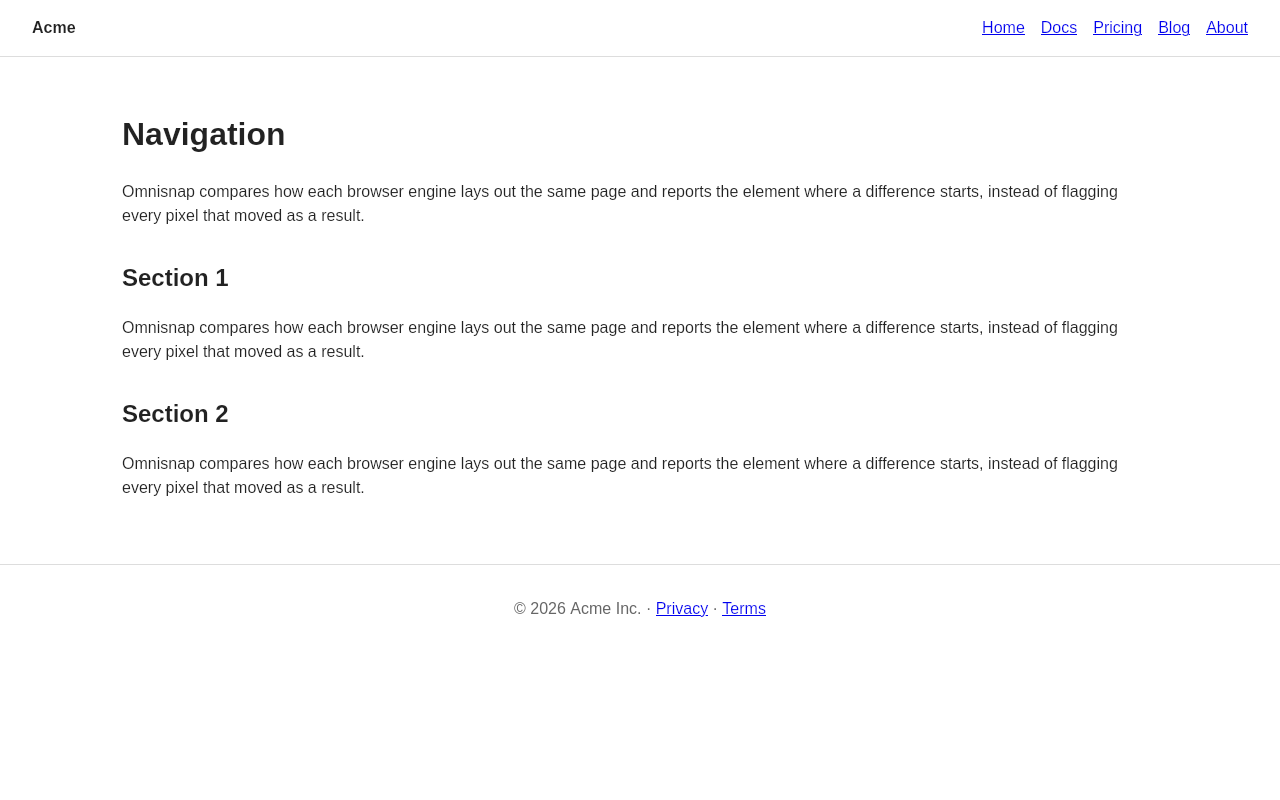 Acme
Home Docs Pricing Blog About
Navigation
Omnisnap compares how each browser engine lays out the same page and reports the element where a difference starts, instead of flagging
every pixel that moved as a result.
Section 1
Omnisnap compares how each browser engine lays out the same page and reports the element where a difference starts, instead of flagging
every pixel that moved as a result.
Section 2
Omnisnap compares how each browser engine lays out the same page and reports the element where a difference starts, instead of flagging
every pixel that moved as a result.
© 2026 Acme Inc. · Privacy · Terms